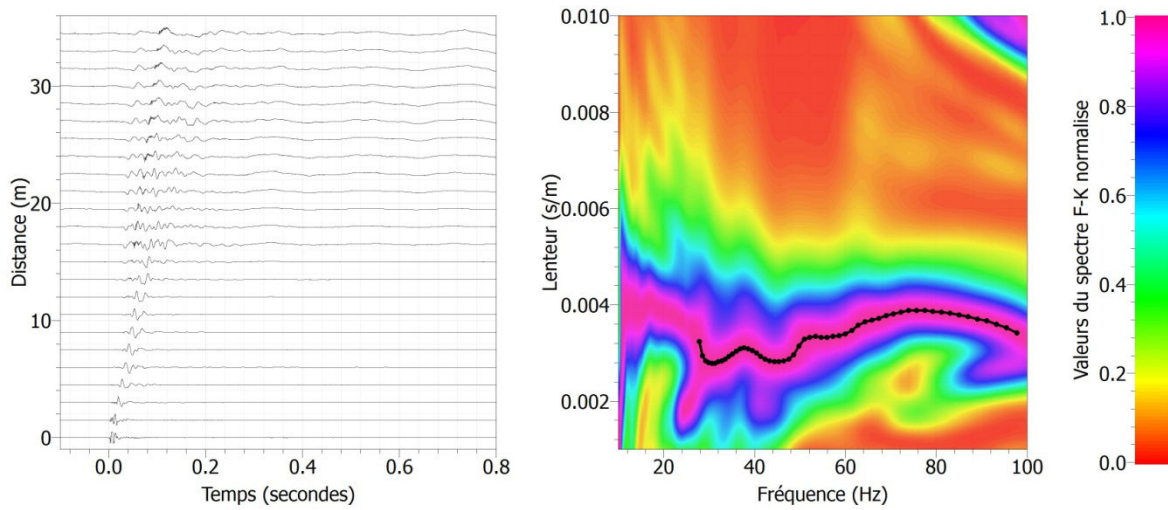 Distance (m)
30
20
10
0
0.0 0.2 0.4 0.6 0.8
Temps (secondes)
Lenteur (s/m)
0.010
0.008
0.006
0.004
0.002
20 40 60 80 100
Fréquence (Hz)
Valeurs du spectre F-K normalise
1.0
0.8
0.6
0.4
0.2
0.0